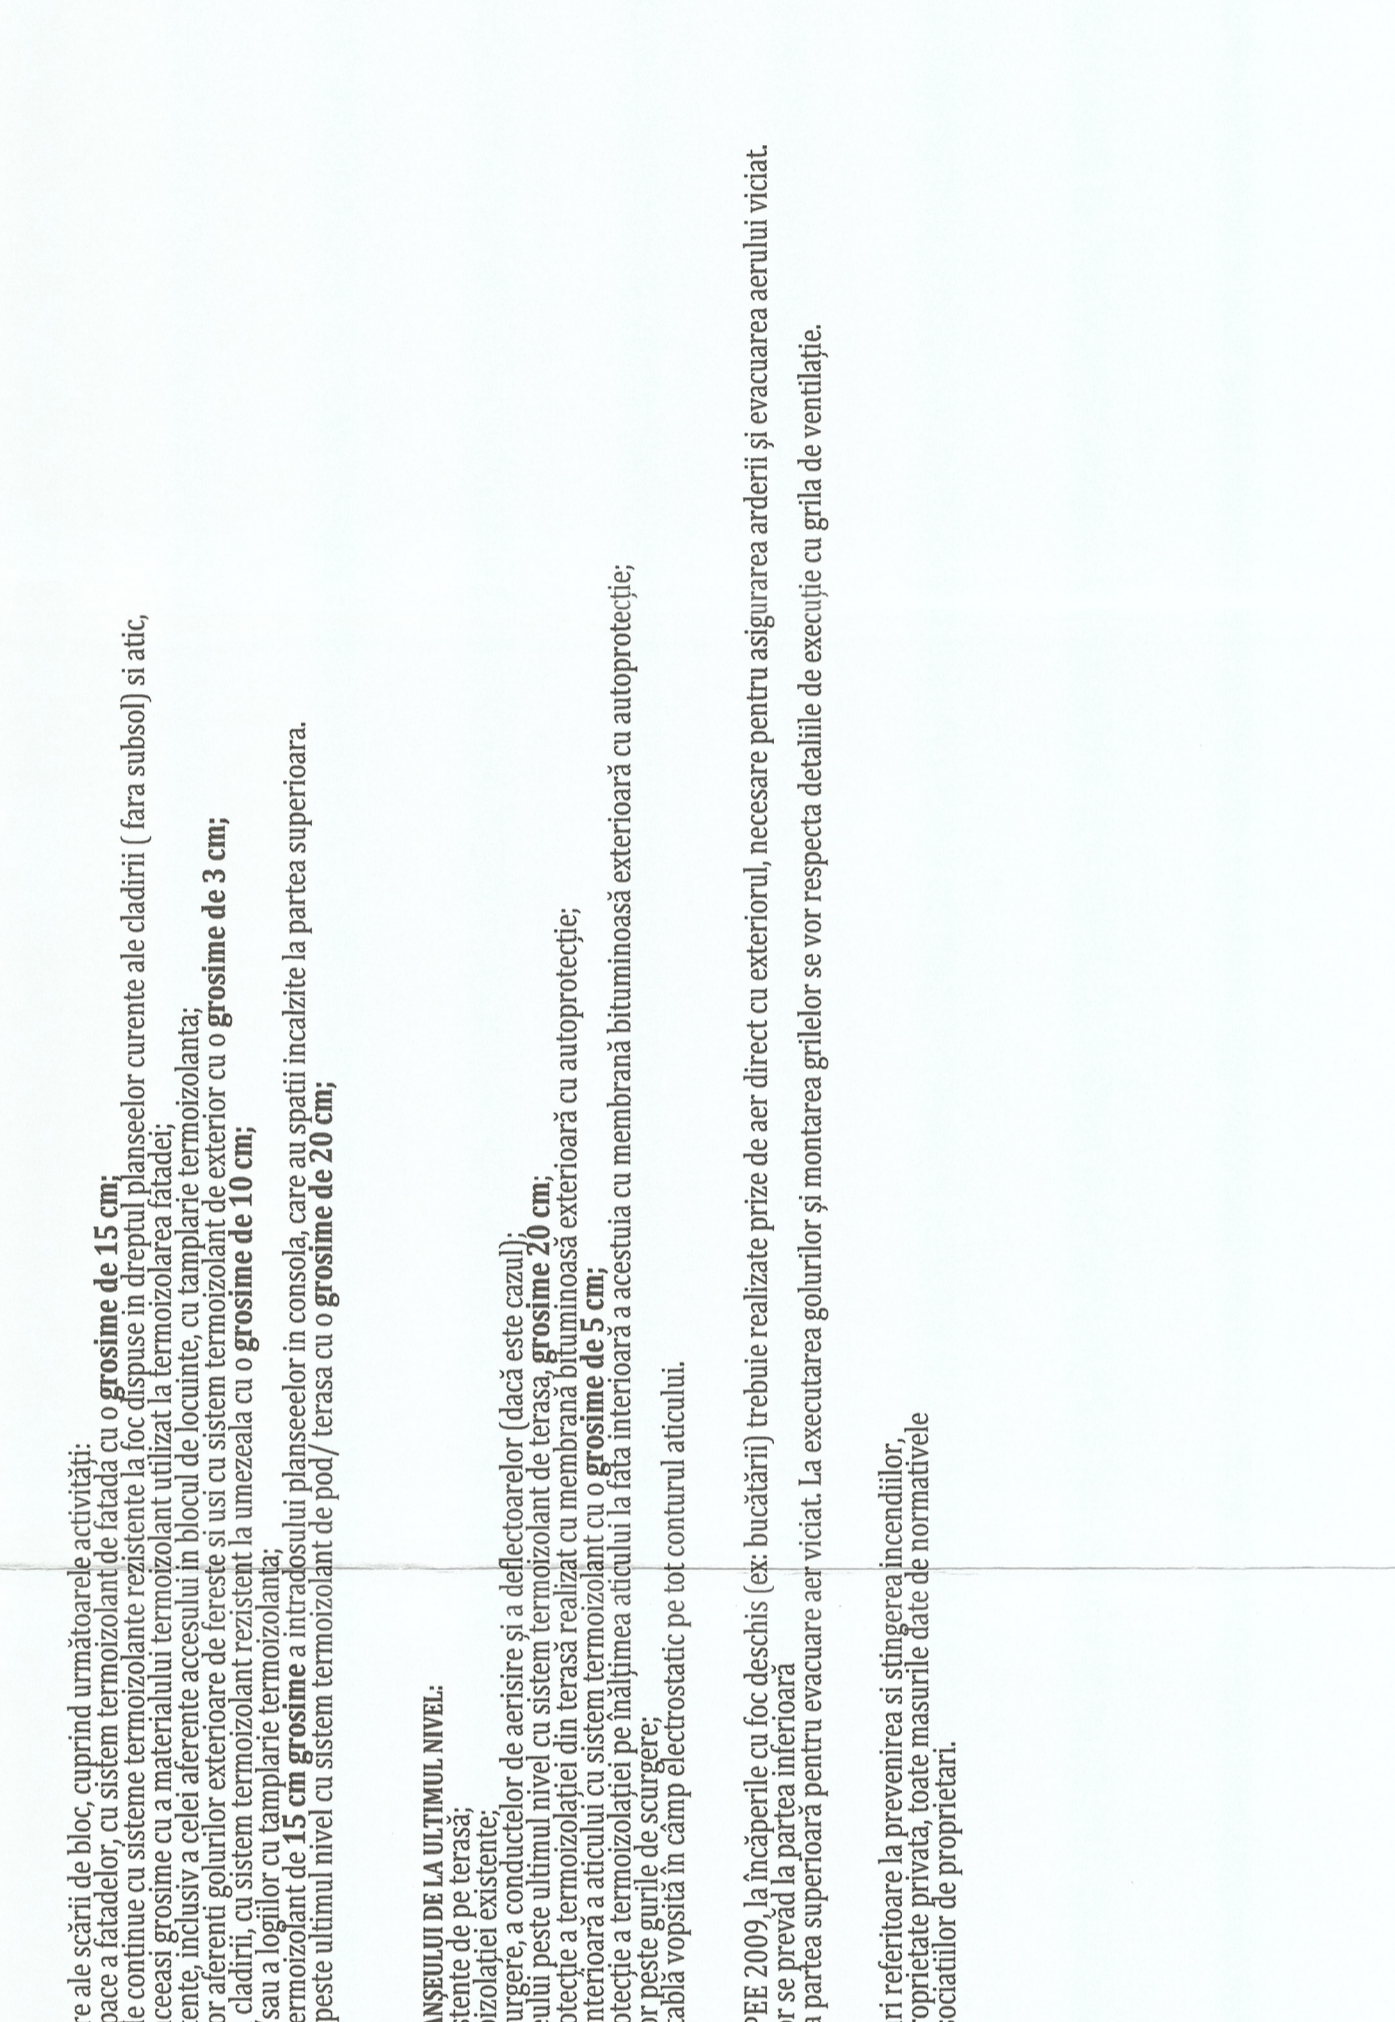 re ale scării de bloc, cuprind următoarele activități:
pace a fatadelor, cu sistem termoizolant de fatada cu o grosime de 15 cm;
le continue cu sisteme termoizolante rezistente la foc dispuse in dreptul planseelor curente ale cladirii ( fara subsol) si atic,
ceeasi grosime cu a materialului termoizolant utilizat la termoizolarea fatadei;
tente, inclusiv a celei aferente accesului in blocul de locuinte, cu tamplarie termoizolanta;
or aferenti golurilor exterioare de fereste si usi cu sistem termoizolant de exterior cu o grosime de 3 cm;
cladirii, cu sistem termoizolant rezistent la umezeala cu o grosime de 10 cm;
/sau a logiilor cu tamplarie termoizolanta;
ermoizolant de 15 cm grosime a intradosului planseeelor in consola, care au spatii incalzite la partea superioara.
peste ultimul nivel cu sistem termoizolant de pod/ terasa cu o grosime de 20 cm;
ANȘEULUI DE LA ULTIMUL NIVEL:
stente de pe terasă;
oizolației existente;
urgere, a conductelor de aerisire și a deflectoarelor (dacă este cazul);
eului peste ultimul nivel cu sistem termoizolant de terasa, grosime 20 cm;
otecție a termoizolației din terasă realizat cu membrană bituminoasă exterioară cu autoprotecție;
nterioară a aticului cu sistem termoizolant cu o grosime de 5 cm;
otecție a termoizolației pe înălțimea aticului la fata interioară a acestuia cu membrană bituminoasă exterioară cu autoprotecție;
or peste gurile de scurgere;
tablă vopsită în câmp electrostatic pe tot conturul aticului.
PEE 2009, la încăperile cu foc deschis (ex: bucătării) trebuie realizate prize de aer direct cu exteriorul, necesare pentru asigurarea arderii și evacuarea aerului viciat.
r se prevăd la partea inferioară
a partea superioară pentru evacuare aer viciat. La executarea golurilor și montarea grilelor se vor respecta detaliile de execuție cu grila de ventilație.
ri referitoare la prevenirea si stingerea incendiilor,
roprietate privata, toate masurile date de normativele
sociatiilor de proprietari.